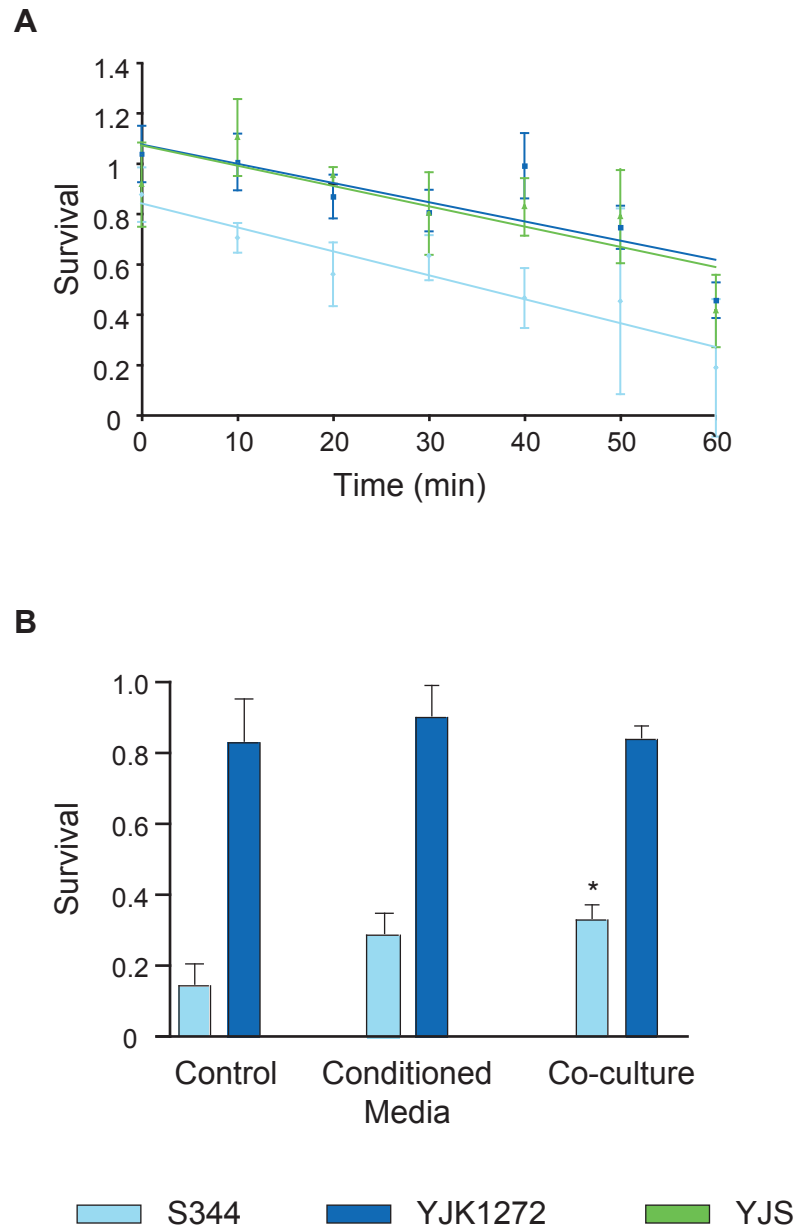 A
1.4
1.2
1
0.8
0.6
0.4
0.2
0
Survival
0 10 20 30 40 50 60
Time (min)
B
1.0
0.8
0.6
0.4
0.2
0
Survival
*
Control Conditioned Co-culture
Media
S344 YJK1272 YJS